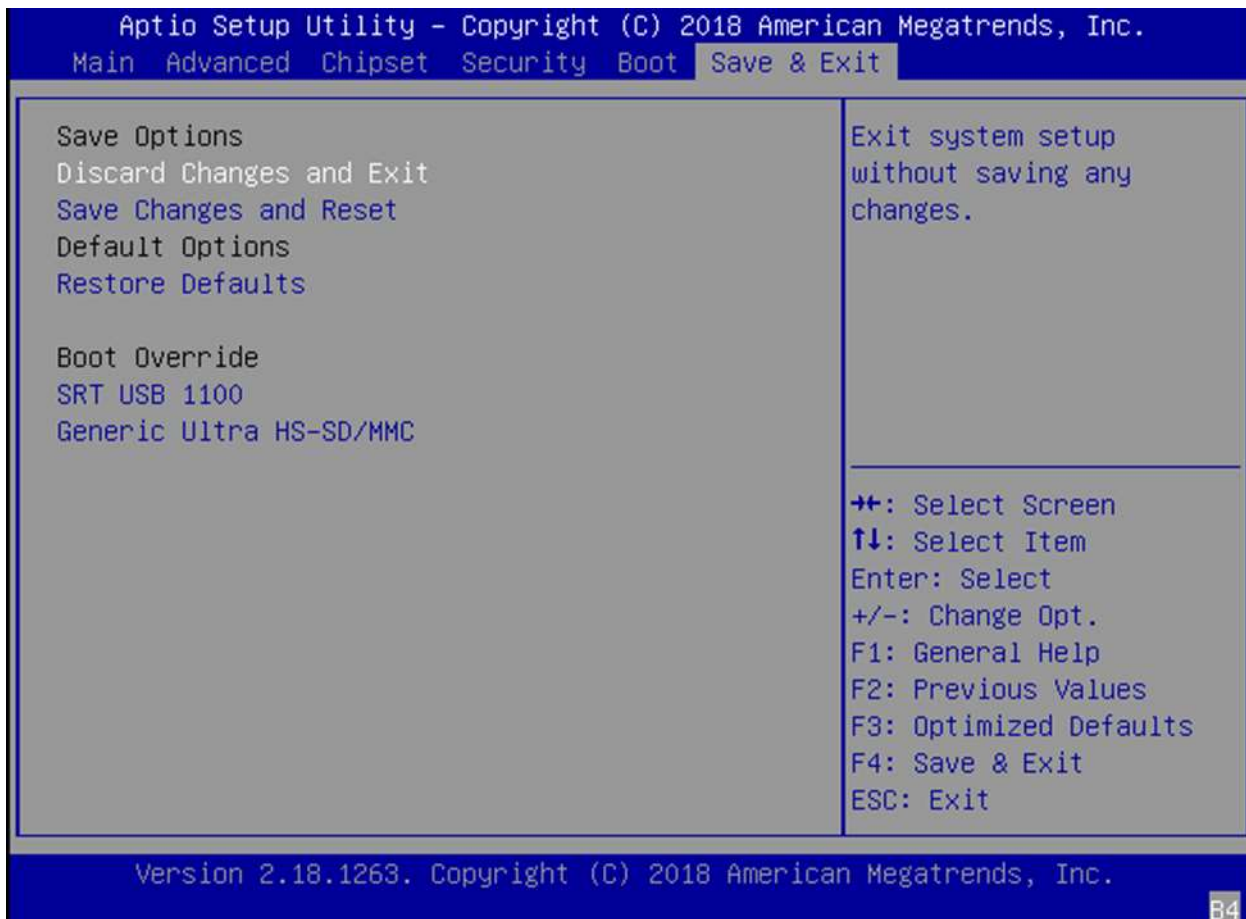 Aptio Setup Utility – Copyright (C) 2018 American Megatrends, Inc.
Main Advanced Chipset Security Boot Save & Exit
Save Options
Discard Changes and Exit
Save Changes and Reset
Default Options
Restore Defaults
Boot Override
SRT USB 1100
Generic Ultra HS-SD/MMC
Exit system setup
without saving any
changes.
→←: Select Screen
↑↓: Select Item
Enter: Select
+/-: Change Opt.
F1: General Help
F2: Previous Values
F3: Optimized Defaults
F4: Save & Exit
ESC: Exit
Version 2.18.1263. Copyright (C) 2018 American Megatrends, Inc.
B4